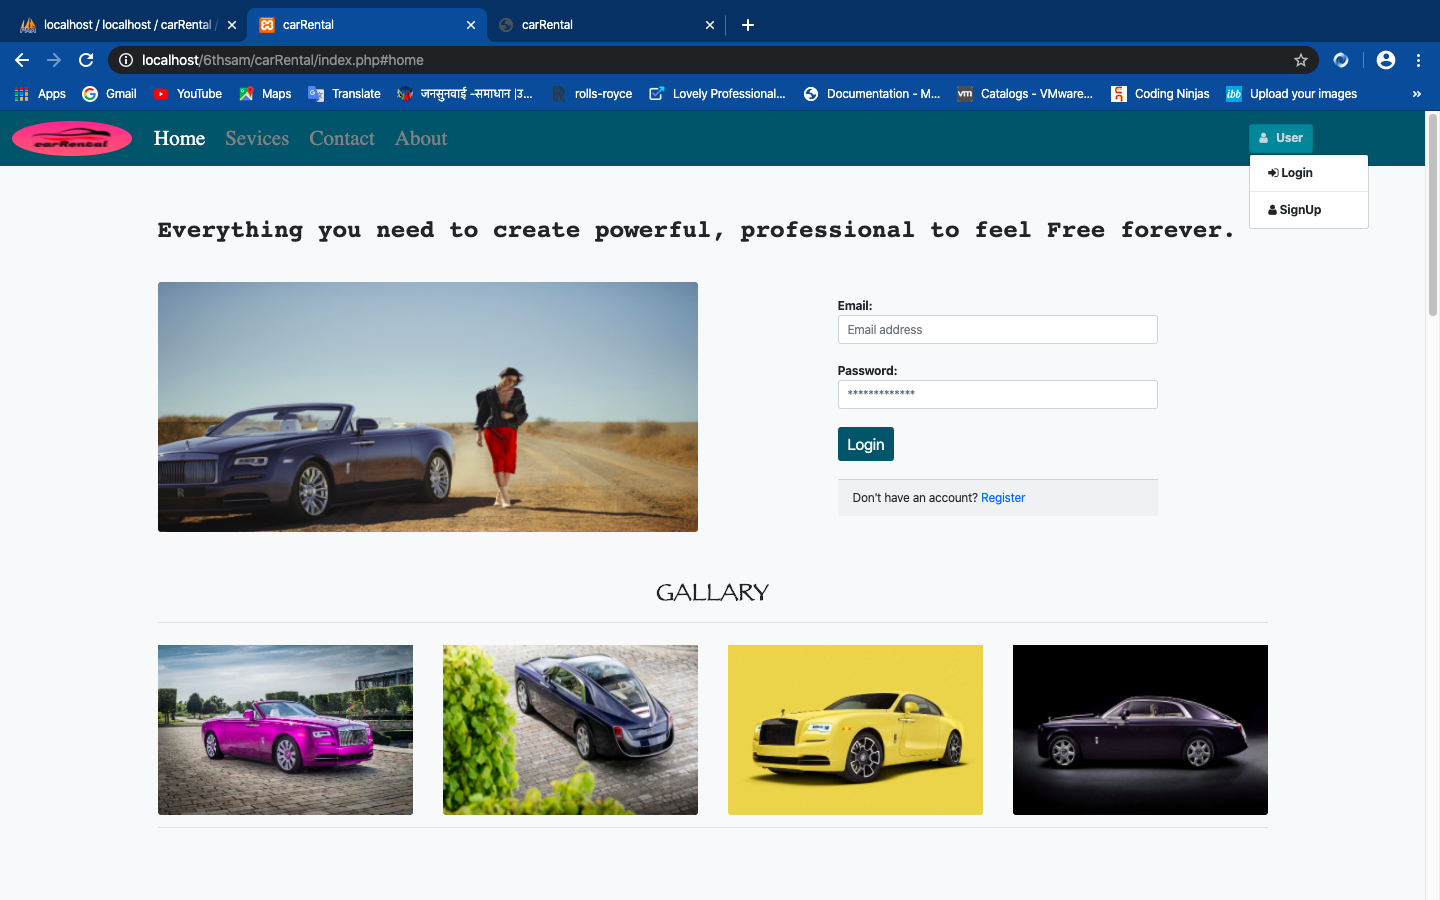 localhost / localhost / carRental /
carRental
carRental
localhost/6thsam/carRental/index.php#home
Apps
Gmail
YouTube
Maps
Translate
जनसुनवाई -समाधान |उ...
rolls-royce
Lovely Professional...
Documentation - M...
vm Catalogs - VMware...
Coding Ninjas
ibb Upload your images
»
carRental
Home
Sevices
Contact
About
User
Login
SignUp
Everything you need to create powerful, professional to feel Free forever.
Email:
Email address
Password:
*************
Login
Don't have an account? Register
GALLARY